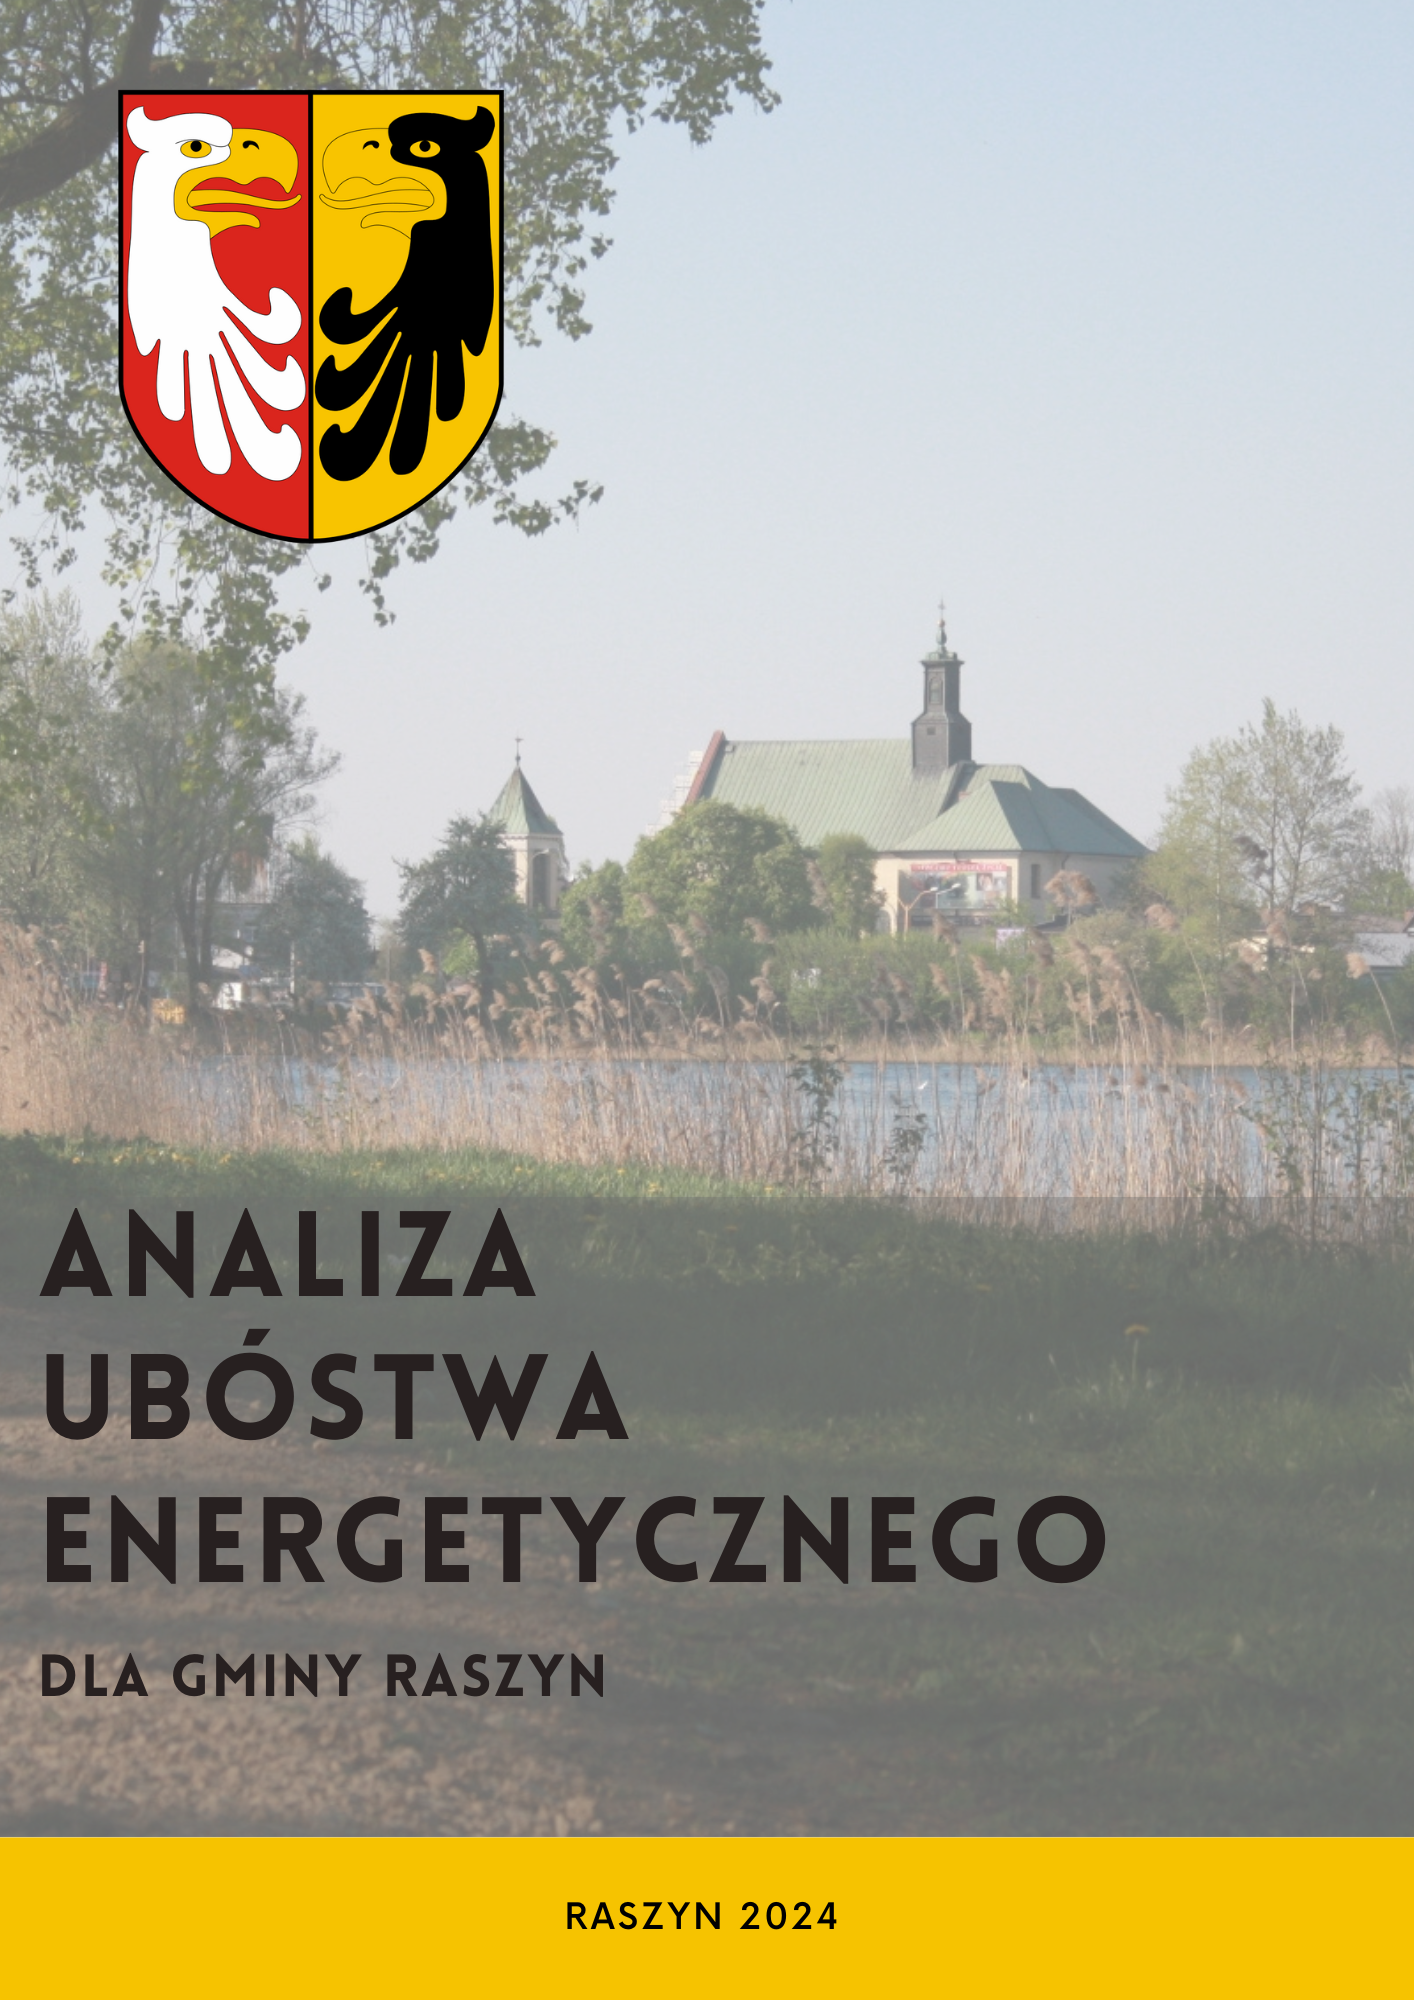 ANALIZA
UBÓSTWA
ENERGETYCZNEGO
DLA GMINY RASZYN
RASZYN 2024